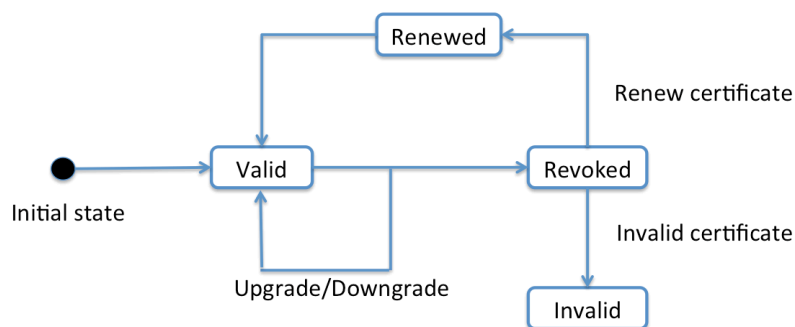 Renewed
Renew certificate
Valid
Revoked
Initial state
Invalid certificate
Upgrade/Downgrade
Invalid